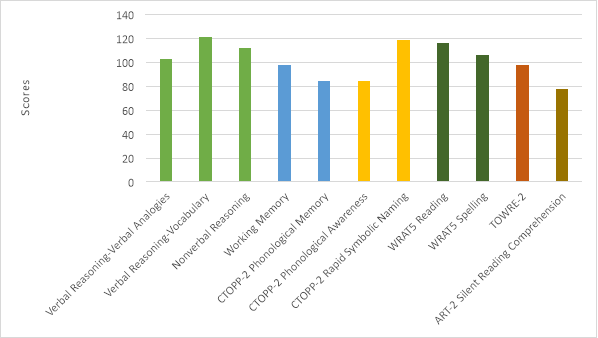 140
120
100
80
60
40
20
0
Scores
Verbal Reasoning-Verbal Analogies
Verbal Reasoning-Vocabulary
Nonverbal Reasoning
Working Memory
CTOPP-2 Phonological Memory
CTOPP-2 Phonological Awareness
CTOPP-2 Rapid Symbolic Naming
WRAT5 Reading
WRAT5 Spelling
TOWRE-2
ART-2 Silent Reading Comprehension